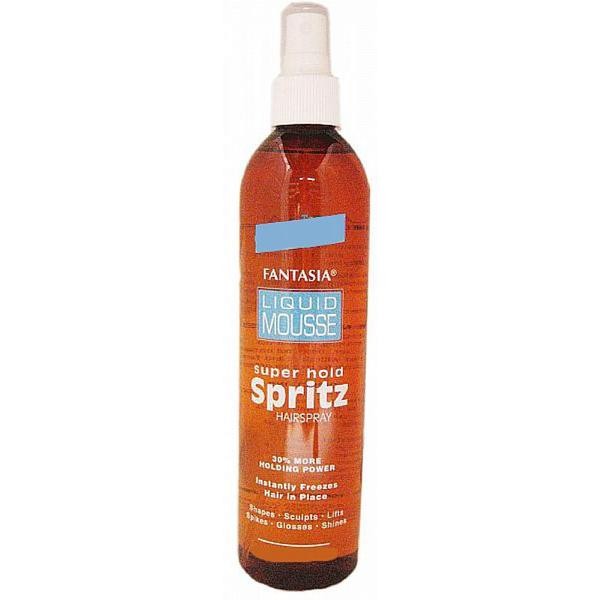 FANTASIA®
LIQUID
MOUSSE
super hold
Spritz
HAIRSPRAY
30% MORE
HOLDING POWER
Instantly Freezes
Hair in Place
Shapes · Sculpts · Lifts
Spikes · Glosses · Shines